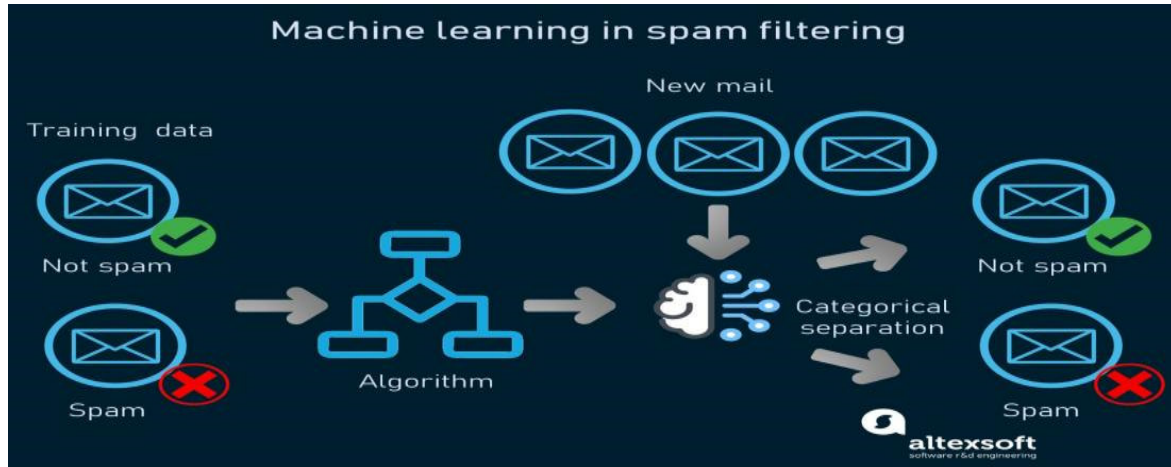 Machine learning in spam filtering
New mail
Training data
Not spam
Spam
Algorithm
Categorical
separation
Not spam
Spam
altexsoft
software r&d engineering